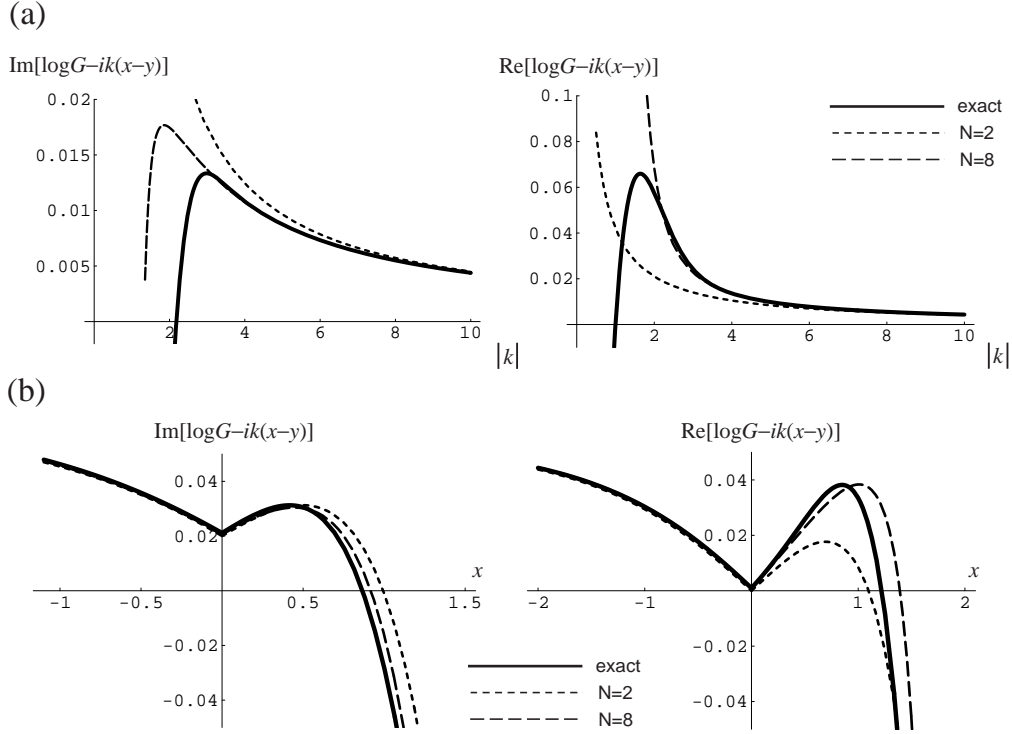 (a)
Im[logG−ik(x−y)]
0.02
0.015
0.01
0.005
2
4
6
8
10
|k|
Re[logG−ik(x−y)]
0.1
0.08
0.06
0.04
0.02
2
4
6
8
10
|k|
exact
N=2
N=8
(b)
Im[logG−ik(x−y)]
0.04
0.02
-0.02
-0.04
-1
-0.5
0.5
1
1.5
x
exact
N=2
N=8
Re[logG−ik(x−y)]
0.04
0.02
-0.02
-0.04
-2
-1
1
2
x